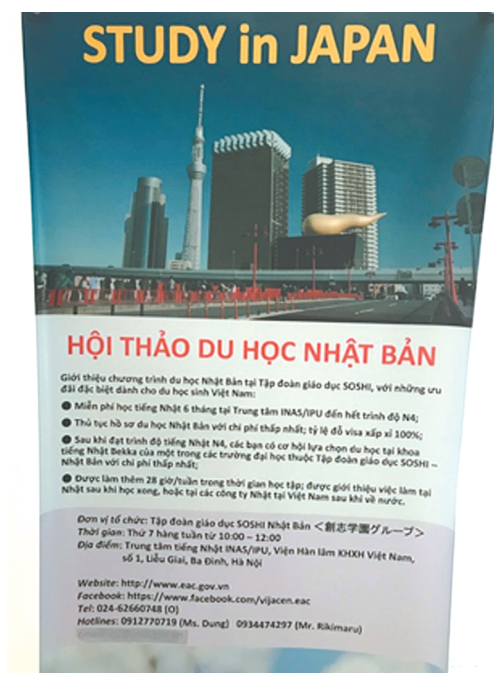 STUDY in JAPAN
HỘI THẢO DU HỌC NHẬT BẢN
Giới thiệu chương trình du học Nhật Bản tại Tập đoàn giáo dục SOSHI, với những ưu
đãi đặc biệt dành cho du học sinh Việt Nam:
● Miễn phí học tiếng Nhật 6 tháng tại Trung tâm INAS/IPU đến hết trình độ N4;
● Thủ tục hồ sơ du học Nhật Bản với chi phí thấp nhất; tỷ lệ đỗ visa xấp xỉ 100%;
● Sau khi đạt trình độ tiếng Nhật N4, các bạn có cơ hội lựa chọn du học tại khoa
tiếng Nhật Bekka của một trong các trường đại học thuộc Tập đoàn giáo dục SOSHI –
Nhật Bản với chi phí thấp nhất;
● Được làm thêm 28 giờ/tuần trong thời gian học tập; được giới thiệu việc làm tại
Nhật sau khi học xong, hoặc tại các công ty Nhật tại Việt Nam sau khi về nước.
Đơn vị tổ chức: Tập đoàn giáo dục SOSHI Nhật Bản <創志学園グループ>
Thời gian: Thứ 7 hàng tuần từ 10:00 – 12:00
Địa điểm: Trung tâm tiếng Nhật INAS/IPU, Viện Hàn lâm KHXH Việt Nam,
số 1, Liễu Giai, Ba Đình, Hà Nội
Website: http://www.eac.gov.vn
Facebook: https://www.facebook.com/vijacen.eac
Tel: 024-62660748 (O)
Hotlines: 0912770719 (Ms. Dung) 0934474297 (Mr. Rikimaru)